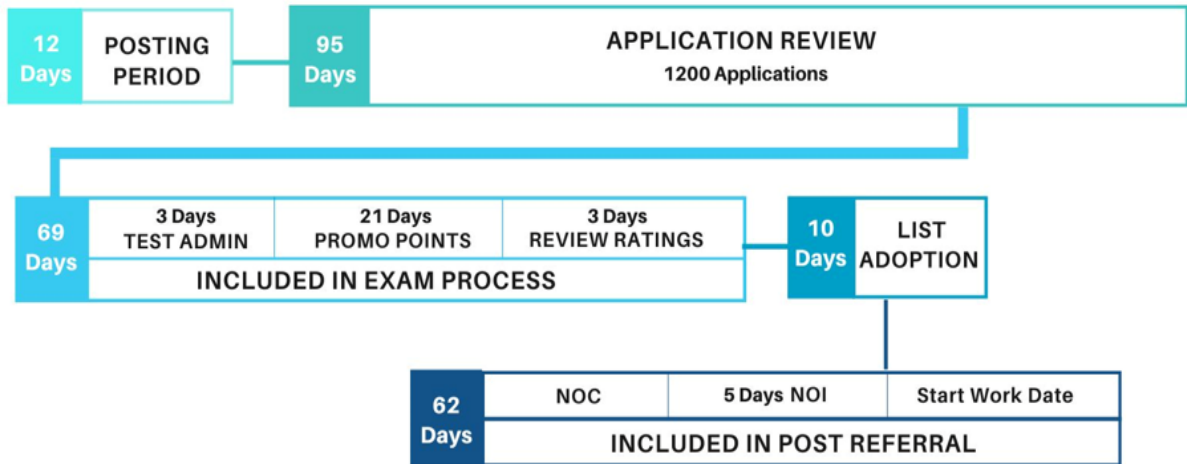 12
Days
POSTING
PERIOD
95
Days
APPLICATION REVIEW
1200 Applications
69
Days
3 Days
TEST ADMIN
21 Days
PROMO POINTS
3 Days
REVIEW RATINGS
INCLUDED IN EXAM PROCESS
10
Days
LIST
ADOPTION
62
Days
NOC
5 Days NOI
Start Work Date
INCLUDED IN POST REFERRAL